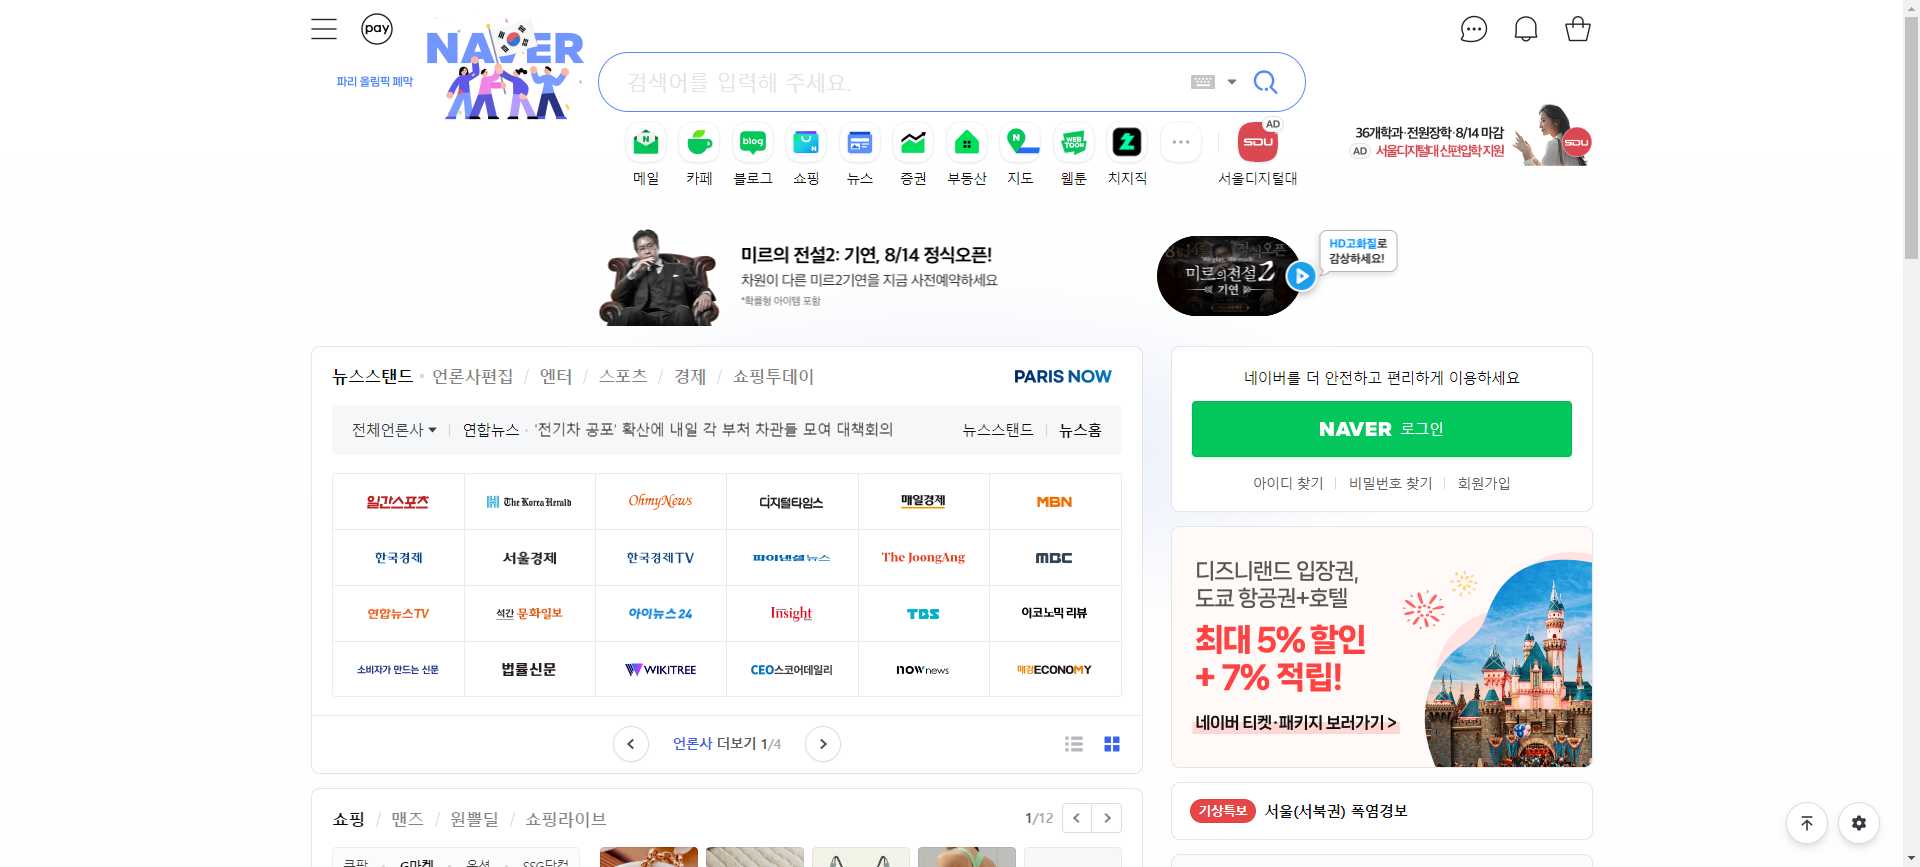 pay
파리 올림픽 폐막
NAVER
검색어를 입력해 주세요.
메일
카페
blog
블로그
쇼핑
뉴스
증권
부동산
지도
WEB TOON
웹툰
치지직
AD
SDU
서울디지털대
36개학과·전원장학·8/14 마감
AD 서울디지털대 신편입학 지원
SDU
미르의 전설2: 기연, 8/14 정식오픈!
차원이 다른 미르2기연을 지금 사전예약하세요
*확률형 아이템 포함
미르의전설2
기연
HD고화질로
감상하세요!
뉴스스탠드 · 언론사편집 / 엔터 / 스포츠 / 경제 / 쇼핑투데이
PARIS NOW
전체언론사 연합뉴스 · '전기차 공포' 확산에 내일 각 부처 차관들 모여 대책회의 뉴스스탠드 뉴스홈
일간스포츠 The Korea Herald OhmyNews 디지털타임스 매일경제 MBN
한국경제 서울경제 한국경제TV 파이낸셜뉴스 The JoongAng MBC
연합뉴스TV 석간 문화일보 아이뉴스24 Insight TBS 이코노믹 리뷰
소비자가 만드는 신문 법률신문 WIKITREE CEO스코어데일리 nownews 매경ECONOMY
언론사 더보기 1/4
네이버를 더 안전하고 편리하게 이용하세요
NAVER 로그인
아이디 찾기 비밀번호 찾기 회원가입
디즈니랜드 입장권,
도쿄 항공권+호텔
최대 5% 할인
+ 7% 적립!
네이버 티켓·패키지 보러가기 >
기상특보 서울(서북권) 폭염경보
쇼핑 / 맨즈 / 원쁠딜 / 쇼핑라이브
1/12
쿠팡 · G마켓 · 옥션 · SSG닷컴